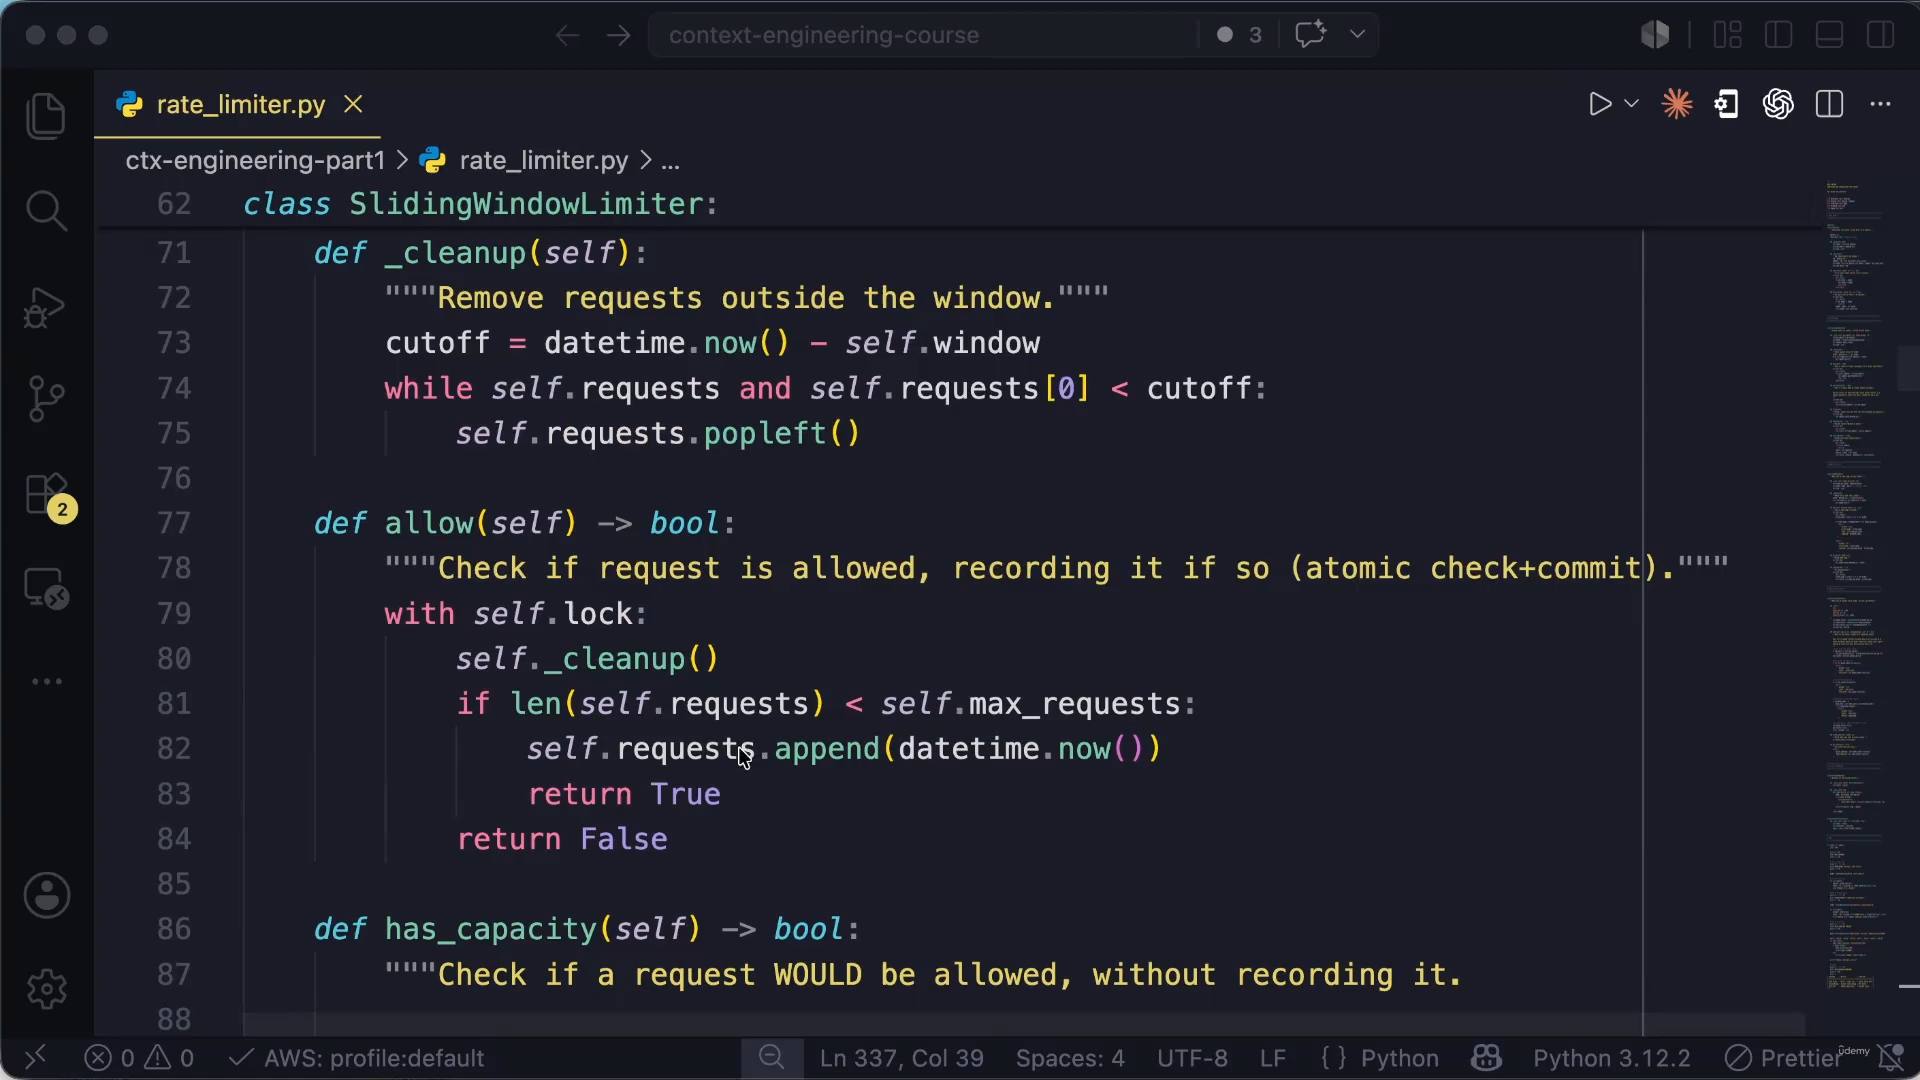 context-engineering-course
3
rate_limiter.py
ctx-engineering-part1 > rate_limiter.py > ...
62 class SlidingWindowLimiter:
71 def _cleanup(self):
72 """Remove requests outside the window."""
73 cutoff = datetime.now() - self.window
74 while self.requests and self.requests[0] < cutoff:
75 self.requests.popleft()
76
77 def allow(self) -> bool:
78 """Check if request is allowed, recording it if so (atomic check+commit)."""
79 with self.lock:
80 self._cleanup()
81 if len(self.requests) < self.max_requests:
82 self.requests.append(datetime.now())
83 return True
84 return False
85
86 def has_capacity(self) -> bool:
87 """Check if a request WOULD be allowed, without recording it.
88
2
0 0 AWS: profile:default Ln 337, Col 39 Spaces: 4 UTF-8 LF { } Python Python 3.12.2 Prettier
udemy